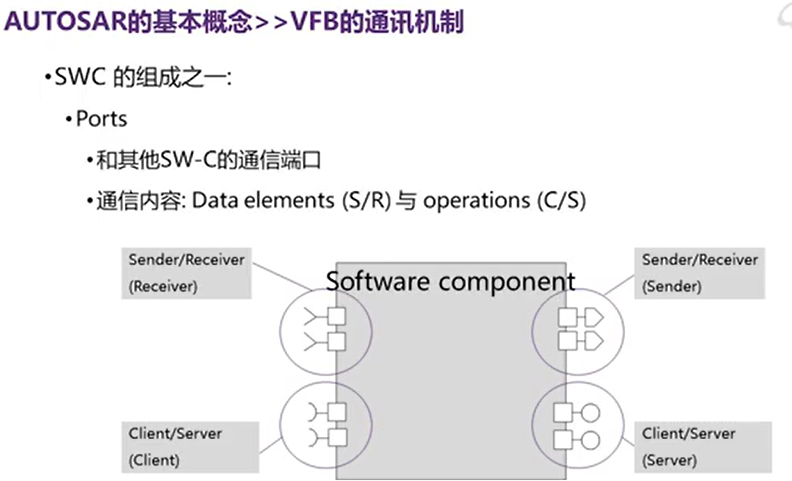 AUTOSAR的基本概念>>VFB的通讯机制
•SWC 的组成之一:
•Ports
•和其他SW-C的通信端口
•通信内容: Data elements (S/R) 与 operations (C/S)
Sender/Receiver
(Receiver)
Software component
Sender/Receiver
(Sender)
Client/Server
(Client)
Client/Server
(Server)